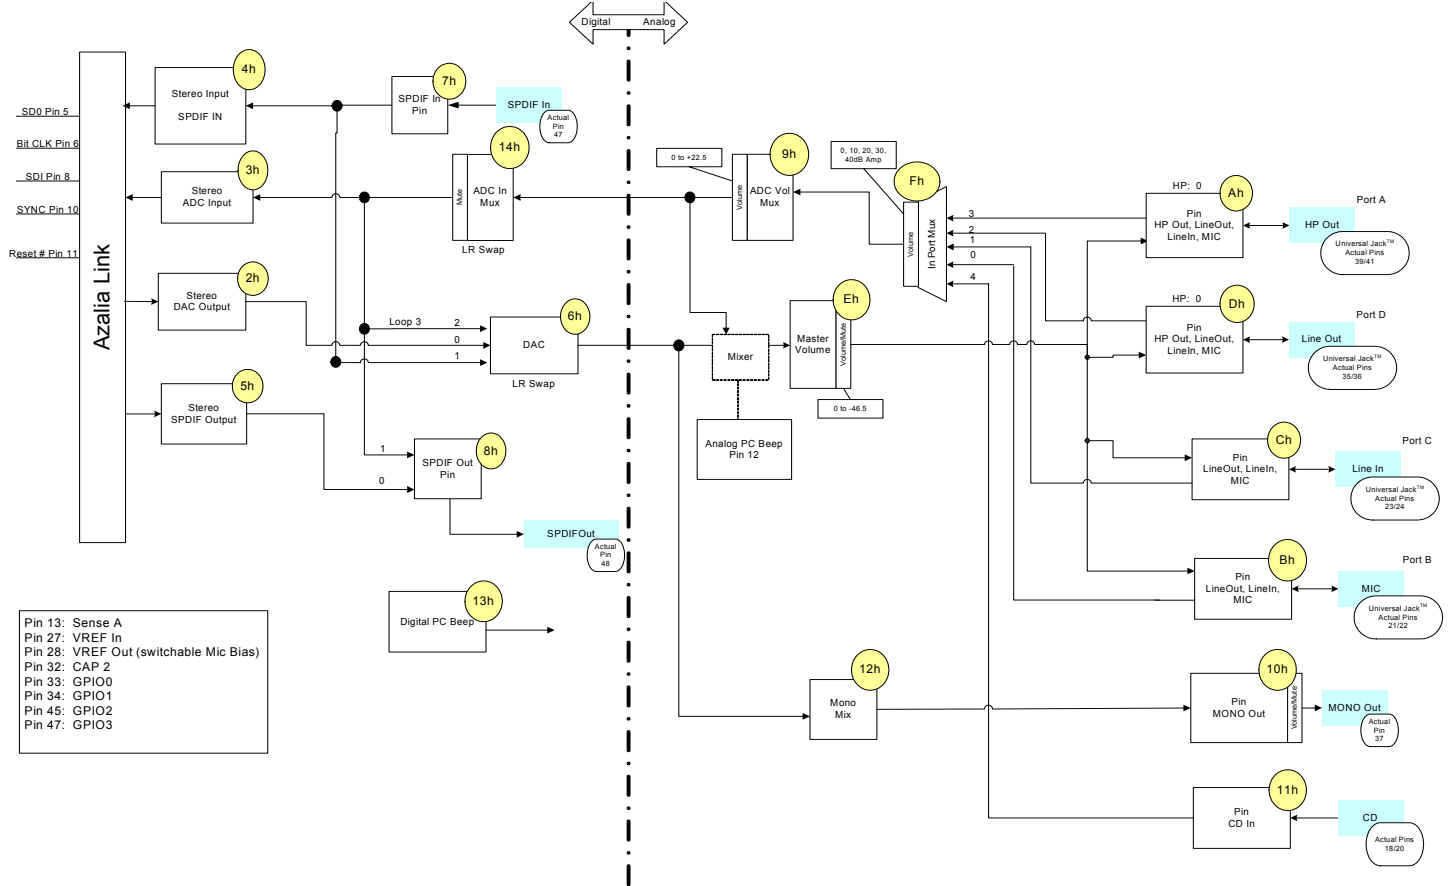 Digital
Analog
4h
Stereo Input
SPDIF IN
7h
SPDIF In
Pin
SPDIF In
Actual
Pin
47
SD0 Pin 5
Bit CLK Pin 6
SDI Pin 8
SYNC Pin 10
Reset # Pin 11
Azalia Link
3h
Stereo
ADC Input
14h
Mute
ADC In
Mux
LR Swap
0 to +22.5
9h
Volume
ADC Vol
Mux
0, 10, 20, 30,
40dB Amp
Fh
Volume
In Port Mux
3
2
1
0
4
HP: 0
Ah
Pin
HP Out, LineOut,
LineIn, MIC
Port A
HP Out
Universal Jack™
Actual Pins
39/41
2h
Stereo
DAC Output
Loop 3
2
0
1
6h
DAC
LR Swap
Mixer
Eh
Master
Volume
Volume/Mute
0 to -46.5
HP: 0
Dh
Pin
HP Out, LineOut,
LineIn, MIC
Port D
Line Out
Universal Jack™
Actual Pins
35/36
5h
Stereo
SPDIF Output
1
0
8h
SPDIF Out
Pin
Analog PC Beep
Pin 12
Ch
Pin
LineOut, LineIn,
MIC
Port C
Line In
Universal Jack™
Actual Pins
23/24
SPDIFOut
Actual
Pin
48
Bh
Pin
LineOut, LineIn,
MIC
Port B
MIC
Universal Jack™
Actual Pins
21/22
13h
Digital PC Beep
Pin 13: Sense A
Pin 27: VREF In
Pin 28: VREF Out (switchable Mic Bias)
Pin 32: CAP 2
Pin 33: GPIO0
Pin 34: GPIO1
Pin 45: GPIO2
Pin 47: GPIO3
12h
Mono
Mix
10h
Pin
MONO Out
Volume/Mute
MONO Out
Actual
Pin
37
11h
Pin
CD In
CD
Actual Pins
18/20